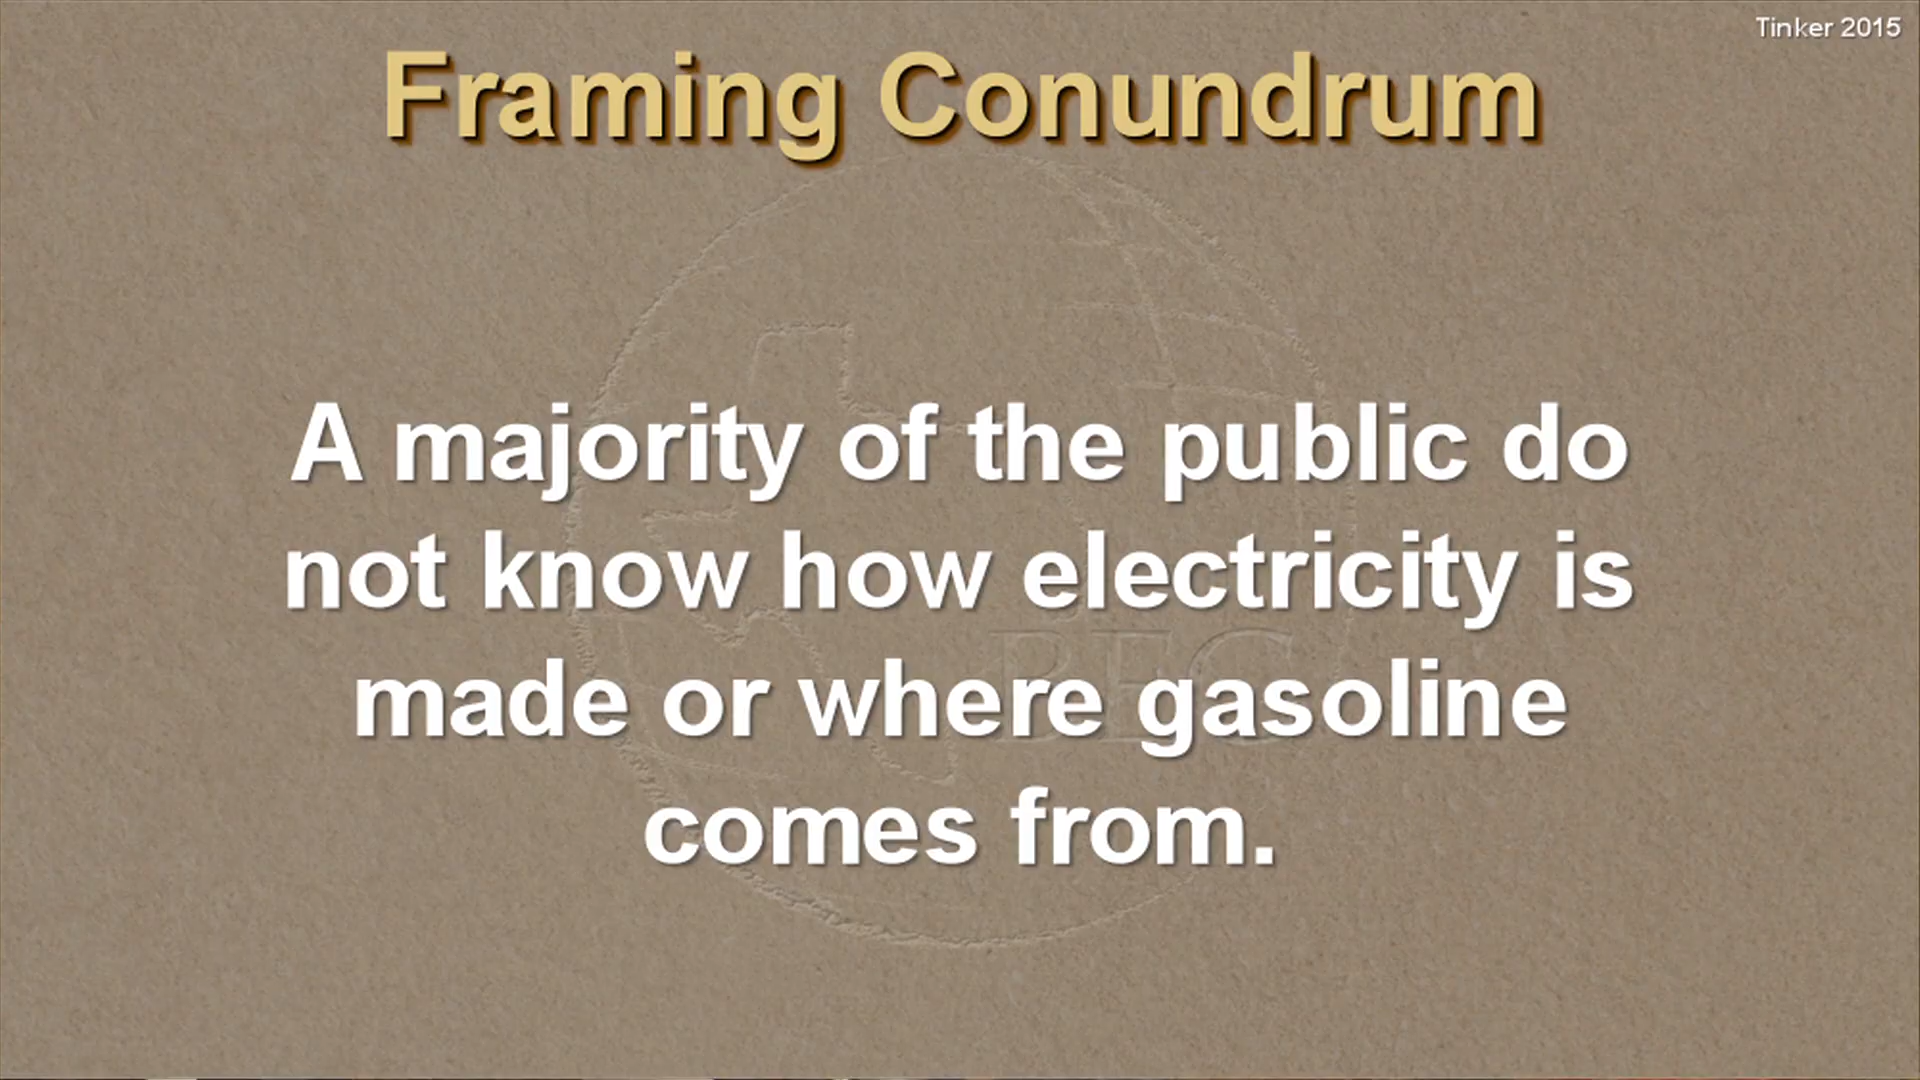 Tinker 2015
Framing Conundrum
A majority of the public do
not know how electricity is
made or where gasoline
comes from.
BEG